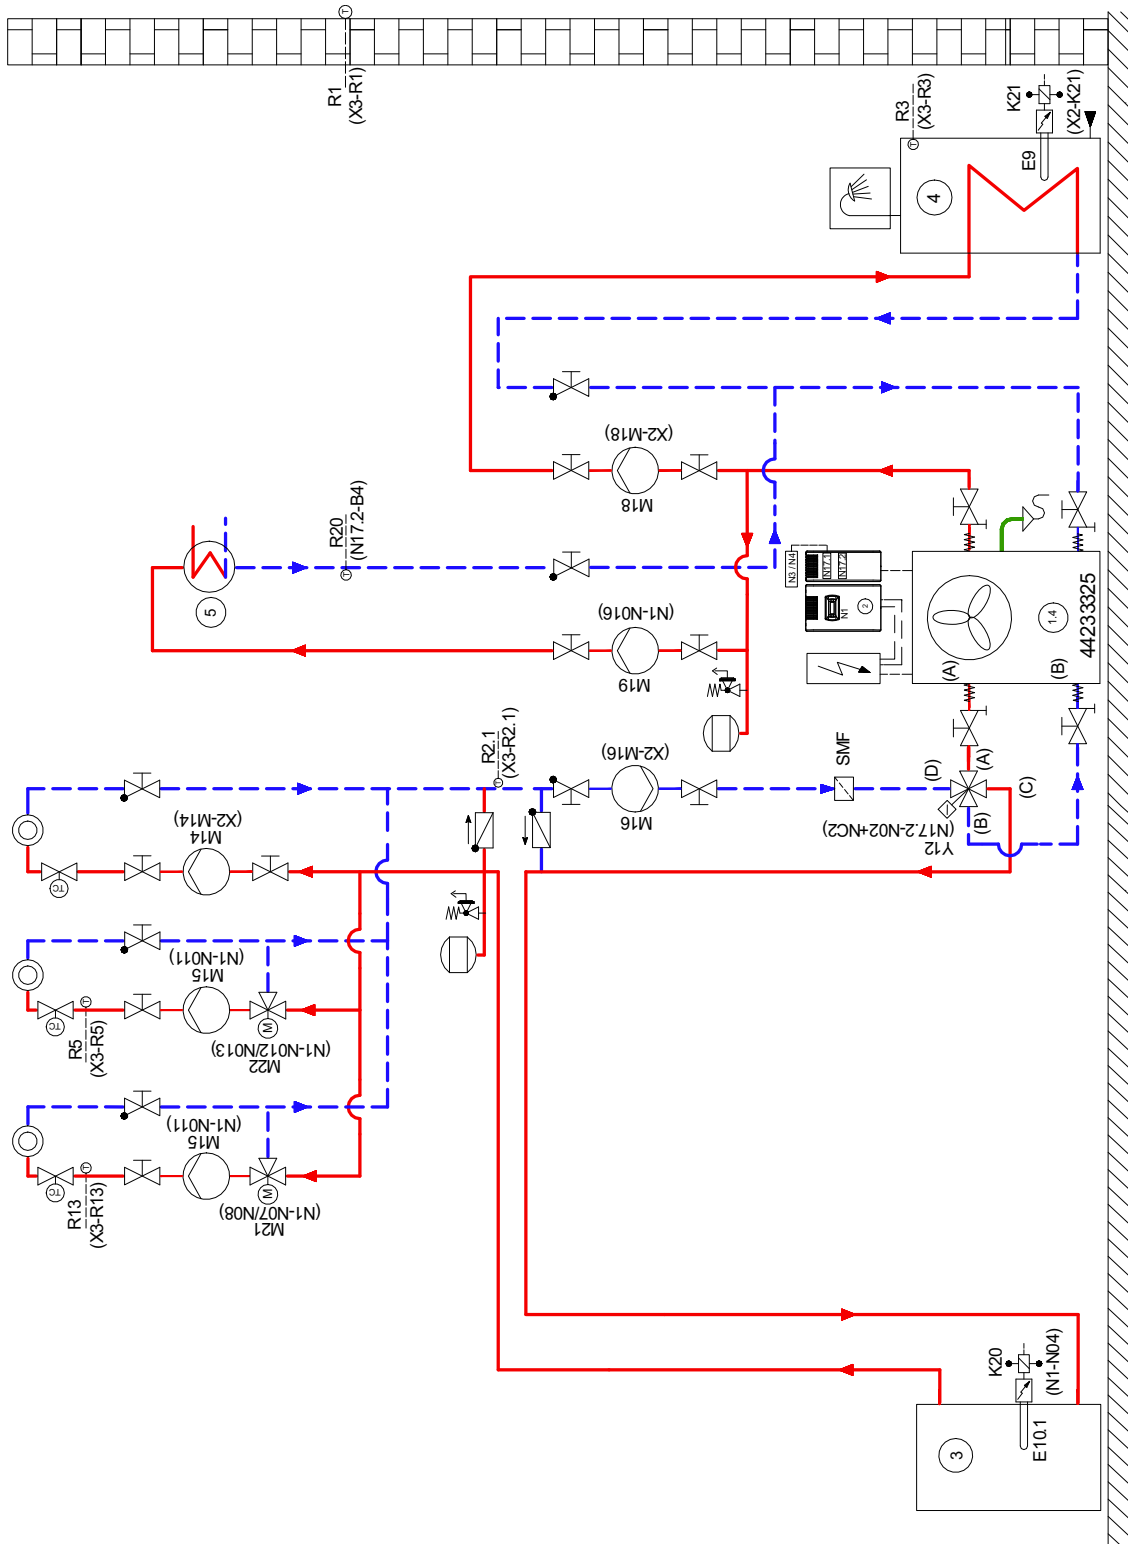 R1
(X3-R1)
R3
(X3-R3)
K21
(X2-K21)
E9
4
M18
(X2-M18)
R20
(N17.2-B4)
5
M19
(N1-N016)
N3 / N4
N17.1
N17.2
N1
2
1.4
44233325
(A)
(B)
R2.1
(X3-R2.1)
M16
(X2-M16)
SMF
(D)
(A)
(B)
(C)
Y12
(N17.2-N02+NC2)
M14
(X2-M14)
TC
M15
(N1-N011)
TC
R5
(X3-R5)
M
M22
(N1-N012/N013)
M15
(N1-N011)
TC
R13
(X3-R13)
M
M21
(N1-N07/N08)
T
T
T
T
T
T
K20
(N1-N04)
E10.1
3